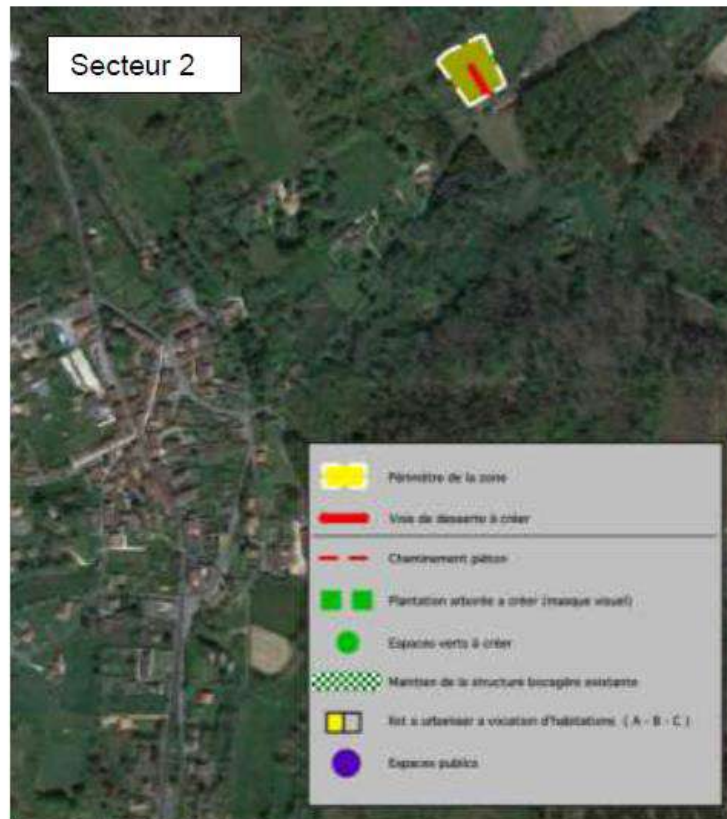 Secteur 2
Périmètre de la zone
Voie de desserte à créer
Cheminement piéton
Plantation arborée a créer (masque visuel)
Espaces verts à créer
Maintien de la structure bocagère existante
Ilot a urbaniser a vocation d'habitations ( A - B - C )
Espaces publics